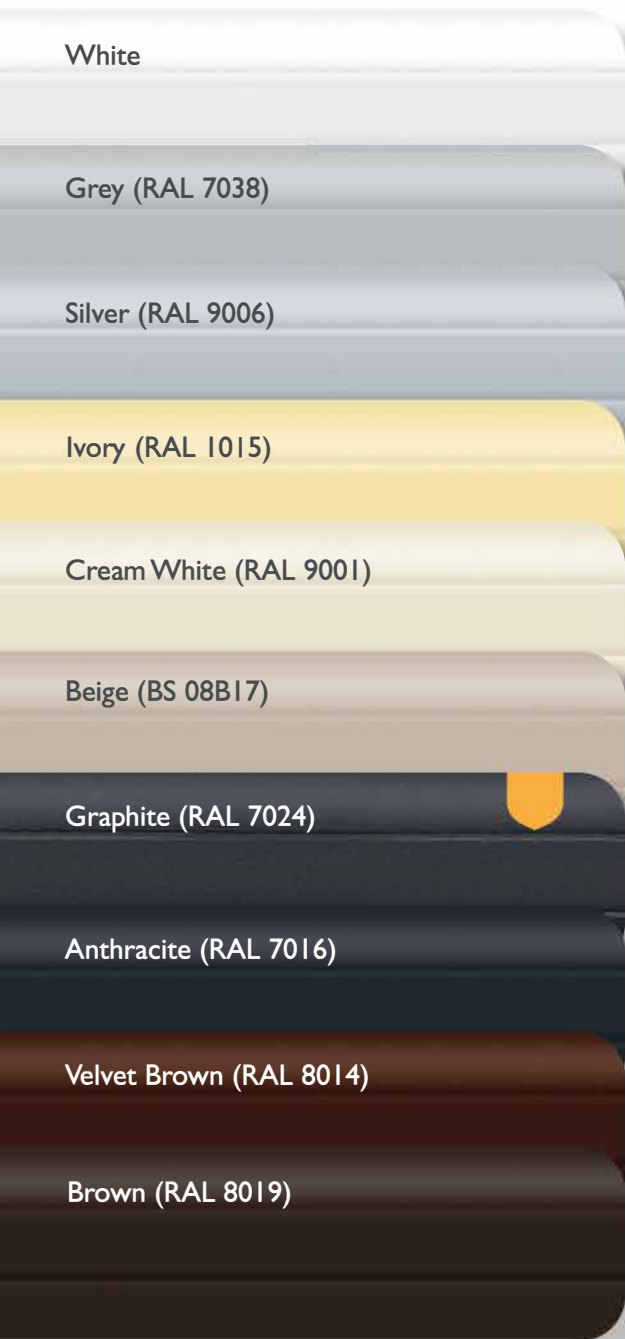 White
Grey (RAL 7038)
Silver (RAL 9006)
Ivory (RAL 1015)
Cream White (RAL 9001)
Beige (BS 08B17)
Graphite (RAL 7024)
Anthracite (RAL 7016)
Velvet Brown (RAL 8014)
Brown (RAL 8019)